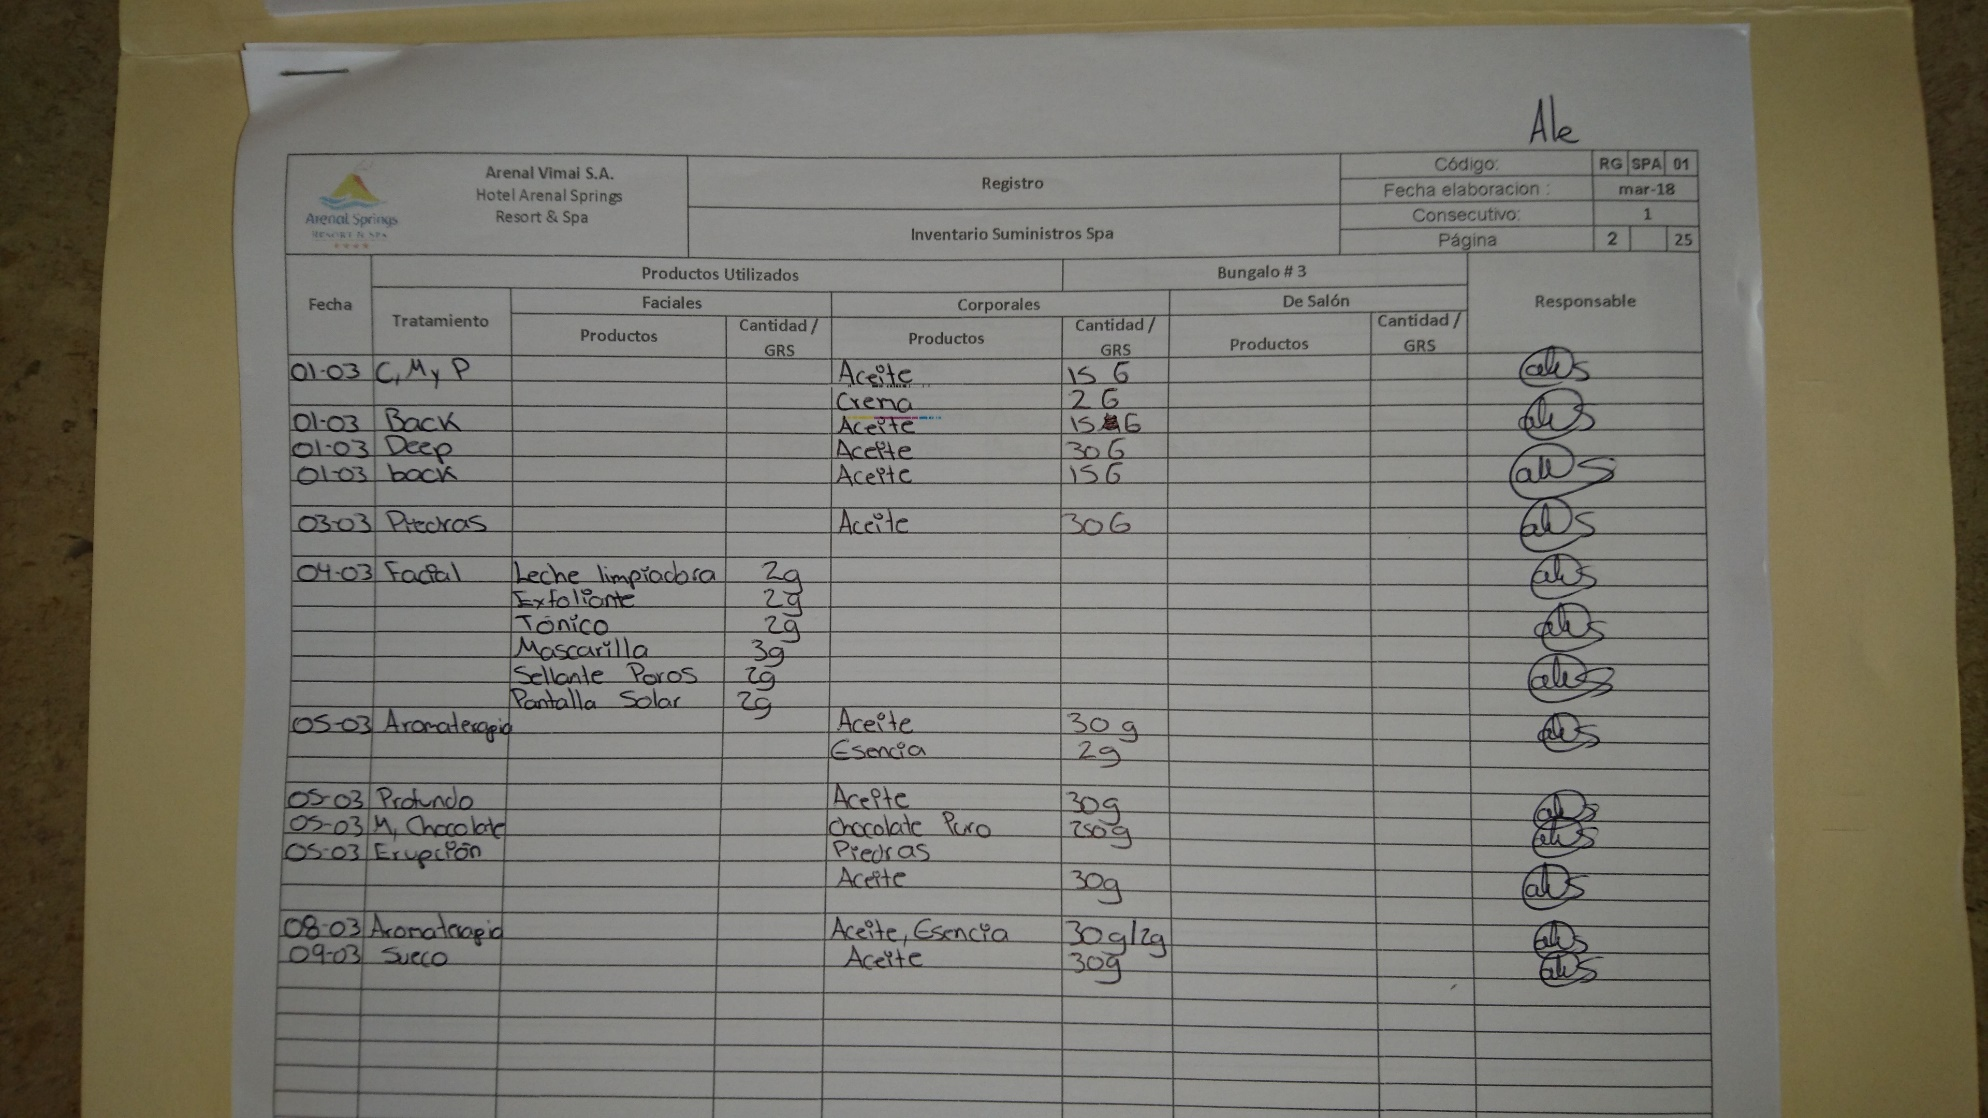 Ale
Arenal Springs
RESORT & SPA
Arenal Vimal S.A.
Hotel Arenal Springs
Resort & Spa
Registro
Inventario Suministros Spa
Código: RG SPA 01
Fecha elaboracion : mar-18
Consecutivo: 1
Página 2 25
Productos Utilizados Bungalo # 3
Fecha Tratamiento Faciales Corporales De Salón Responsable
Productos Cantidad / GRS Productos Cantidad / GRS Productos Cantidad / GRS
01-03 C, M y P Aceite 15 G
Crema 2 G
01-03 Back Aceite 15 G
01-03 Deep Aceite 30G
01-03 back Aceite 15G
03-03 Piedras Aceite 30G
04-03 Facial Leche limpiadora 2g
Exfoliante 2g
Tónico 2g
Mascarilla 3g
Sellante Poros 2g
Pantalla Solar 2g
05-03 Aromaterapia Aceite 30 g
Esencia 2g
05-03 Profundo Aceite 30g
05-03 M, Chocolate Chocolate Puro 250g
05-03 Erupción Piedras
Aceite 30g
08-03 Aromaterapia Aceite, Esencia 30g/2g
09-03 Sueco Aceite 30g